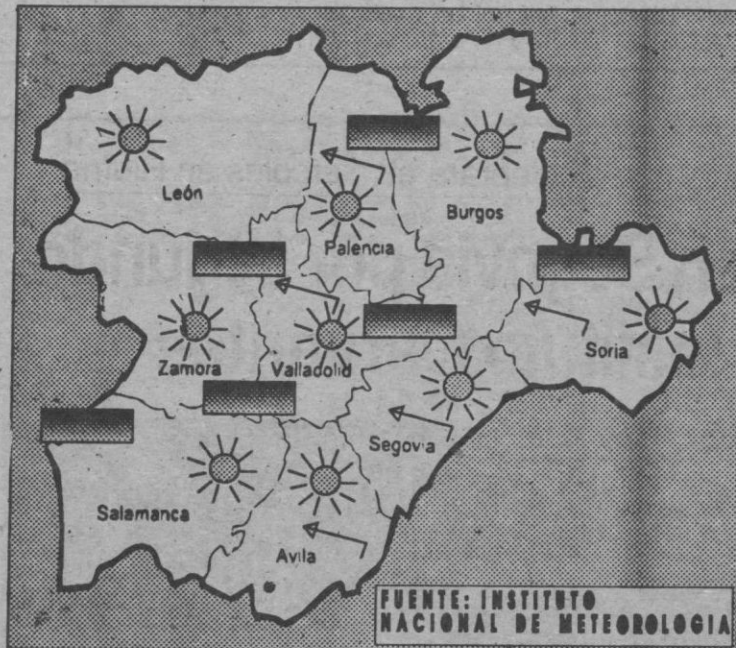 León
Burgos
Palencia
Zamora
Valladolid
Soria
Segovia
Salamanca
Avila
FUENTE: INSTITUTO
NACIONAL DE METEOROLOGIA